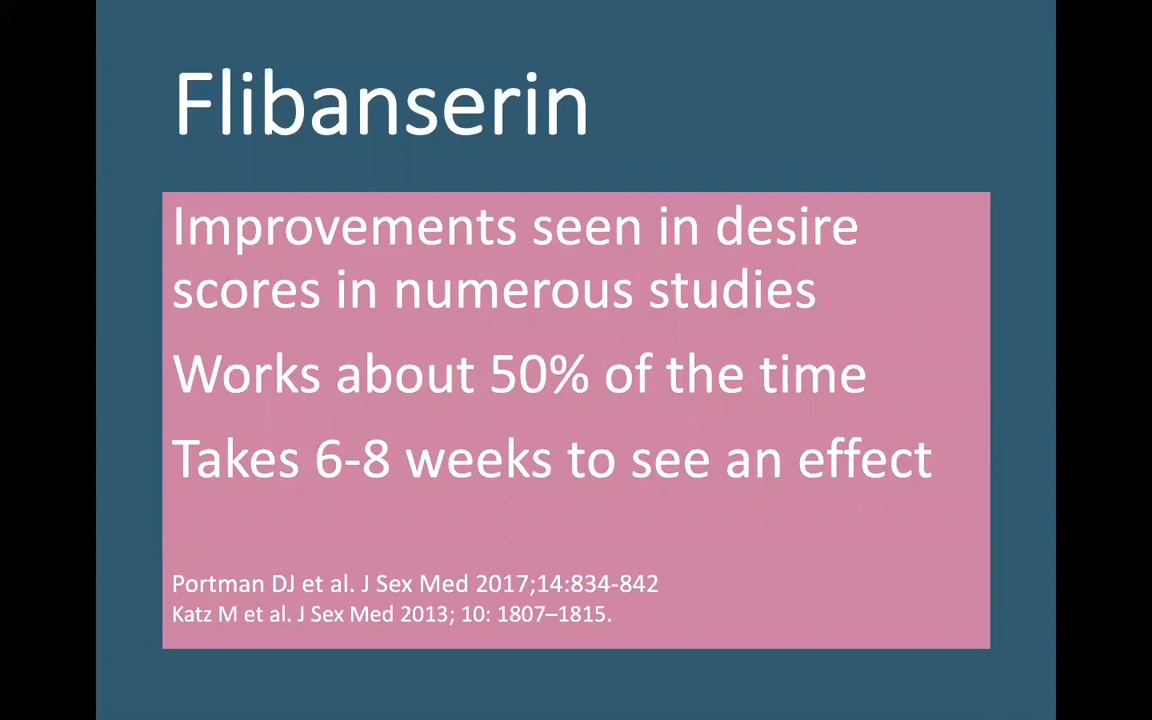 Flibanserin
Improvements seen in desire
scores in numerous studies
Works about 50% of the time
Takes 6-8 weeks to see an effect
Portman DJ et al. J Sex Med 2017;14:834-842
Katz M et al. J Sex Med 2013; 10: 1807–1815.